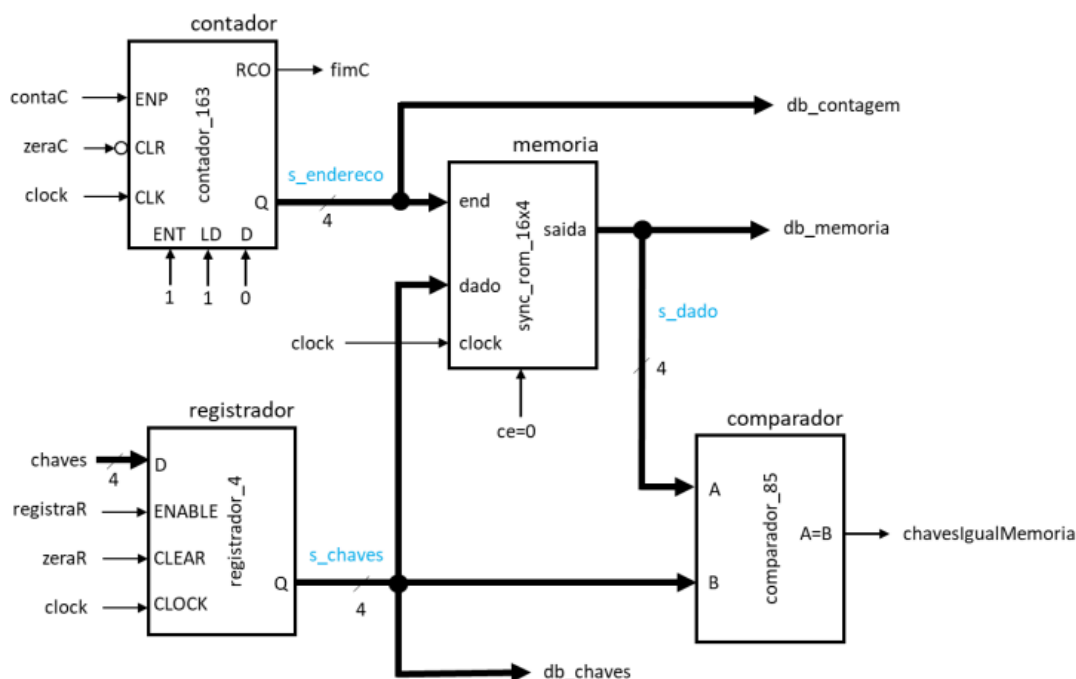 contador
RCO
fimC
contaC
ENP
contador_163
db_contagem
zeraC
CLR
memoria
s_endereco
clock
CLK
Q
4
end
saida
db_memoria
ENT LD D
sync_rom_16x4
1 1 0
dado
s_dado
clock
clock
4
registrador
ce=0
comparador
chaves
4
D
registrador_4
A
comparador_85
registraR
ENABLE
A=B
chavesIgualMemoria
zeraR
CLEAR
s_chaves
Q
4
B
clock
CLOCK
db_chaves